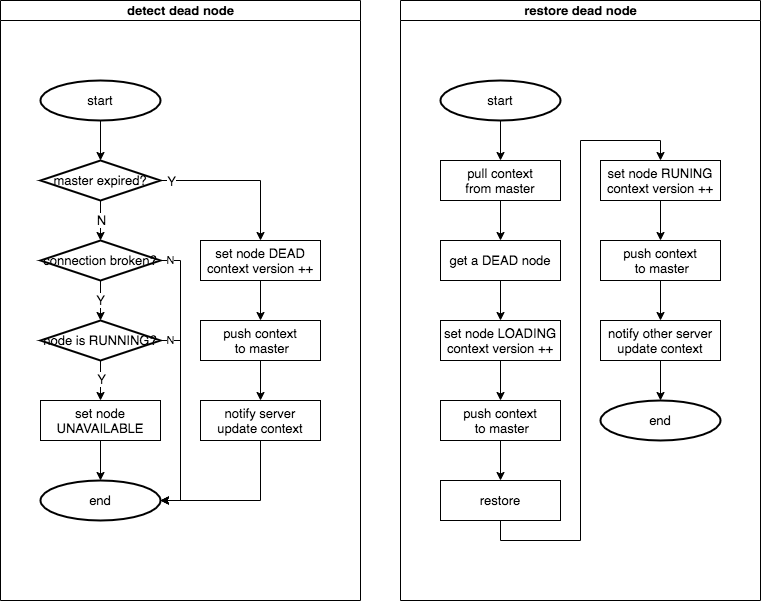 detect dead node
start
master expired?
Y
N
connection broken?
N
Y
node is RUNNING?
N
Y
set node
UNAVAILABLE
end
set node DEAD
context version ++
push context
to master
notify server
update context
restore dead node
start
pull context
from master
get a DEAD node
set node LOADING
context version ++
push context
to master
restore
set node RUNING
context version ++
push context
to master
notify other server
update context
end